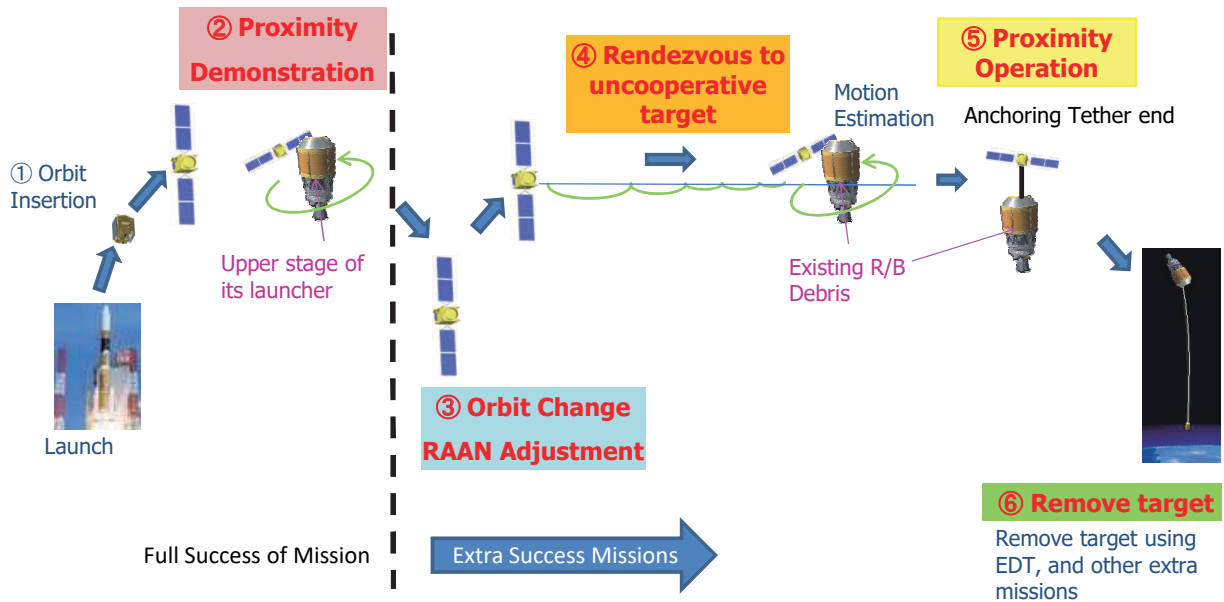 ② Proximity
Demonstration
① Orbit
Insertion
Upper stage of
its launcher
Launch
③ Orbit Change
RAAN Adjustment
④ Rendezvous to
uncooperative
target
Motion
Estimation
Existing R/B
Debris
⑤ Proximity
Operation
Anchoring Tether end
⑥ Remove target
Remove target using
EDT, and other extra
missions
Full Success of Mission
Extra Success Missions